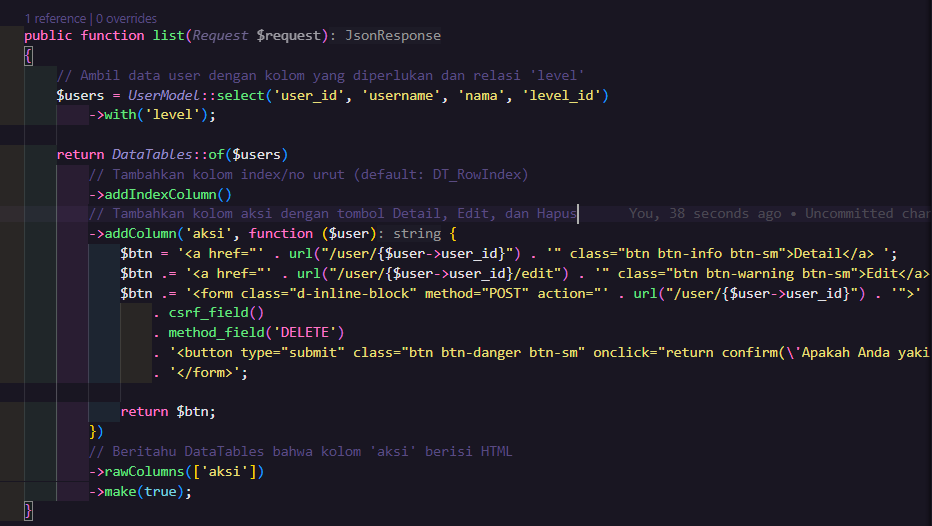 1 reference | 0 overrides
public function list(Request $request): JsonResponse
{
// Ambil data user dengan kolom yang diperlukan dan relasi 'level'
$users = UserModel::select('user_id', 'username', 'nama', 'level_id')
->with('level');
return DataTables::of($users)
// Tambahkan kolom index/no urut (default: DT_RowIndex)
->addIndexColumn()
// Tambahkan kolom aksi dengan tombol Detail, Edit, dan Hapus You, 38 seconds ago • Uncommitted chan
->addColumn('aksi', function ($user): string {
$btn = '<a href="' . url("/user/{$user->user_id}") . '" class="btn btn-info btn-sm">Detail</a> ';
$btn .= '<a href="' . url("/user/{$user->user_id}/edit") . '" class="btn btn-warning btn-sm">Edit</a>
$btn .= '<form class="d-inline-block" method="POST" action="' . url("/user/{$user->user_id}") . '">'
. csrf_field()
. method_field('DELETE')
. '<button type="submit" class="btn btn-danger btn-sm" onclick="return confirm(\'Apakah Anda yaki
. '</form>';
return $btn;
})
// Beritahu DataTables bahwa kolom 'aksi' berisi HTML
->rawColumns(['aksi'])
->make(true);
}